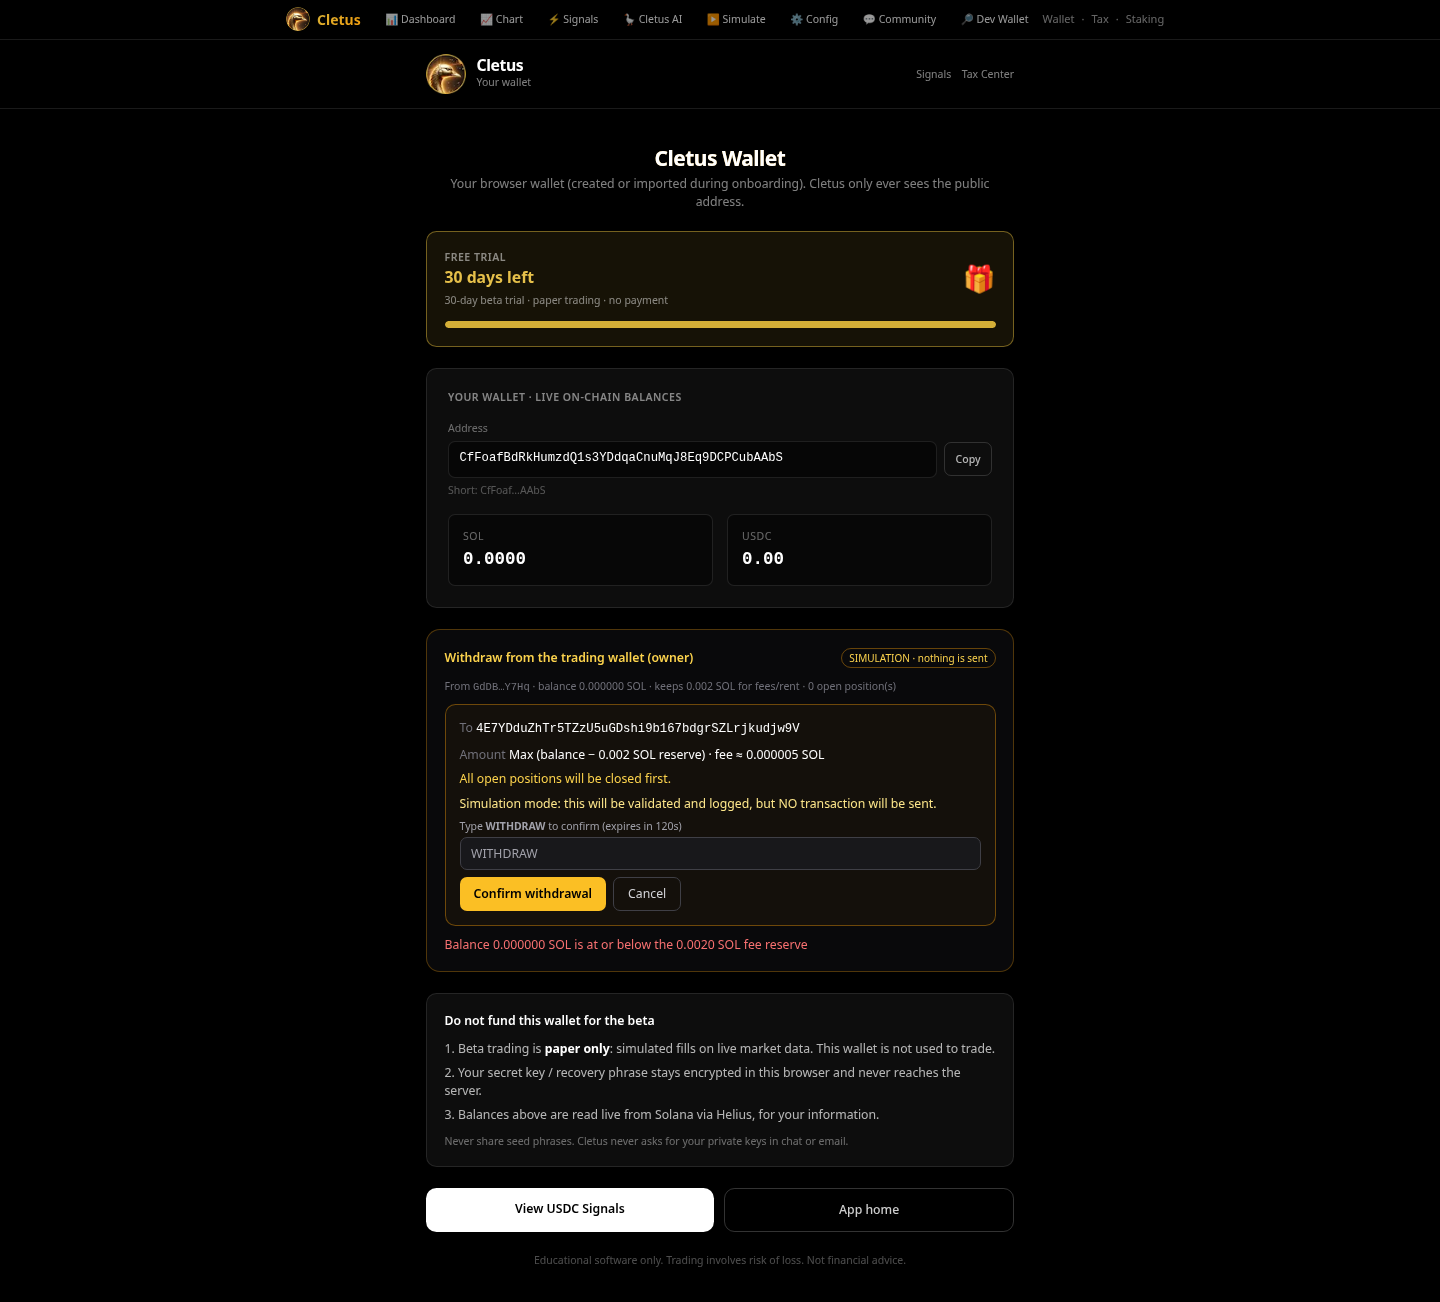 Cletus
📊 Dashboard
📈 Chart
⚡ Signals
🦤 Cletus AI
▶️ Simulate
⚙️ Config
💬 Community
🔎 Dev Wallet
Wallet · Tax · Staking
Cletus
Your wallet
Signals
Tax Center
Cletus Wallet
Your browser wallet (created or imported during onboarding). Cletus only ever sees the public
address.
FREE TRIAL
30 days left
30-day beta trial · paper trading · no payment
YOUR WALLET · LIVE ON-CHAIN BALANCES
Address
CfFoafBdRkHumzdQ1s3YDdqaCnuMqJ8Eq9DCPCubAAbS
Copy
Short: CfFoaf…AAbS
SOL
0.0000
USDC
0.00
Withdraw from the trading wallet (owner)
SIMULATION · nothing is sent
From GdDB…Y7Hq · balance 0.000000 SOL · keeps 0.002 SOL for fees/rent · 0 open position(s)
To 4E7YDduZhTr5TZzU5uGDshi9b167bdgrSZLrjkudjw9V
Amount Max (balance − 0.002 SOL reserve) · fee ≈ 0.000005 SOL
All open positions will be closed first.
Simulation mode: this will be validated and logged, but NO transaction will be sent.
Type WITHDRAW to confirm (expires in 120s)
WITHDRAW
Confirm withdrawal
Cancel
Balance 0.000000 SOL is at or below the 0.0020 SOL fee reserve
Do not fund this wallet for the beta
1. Beta trading is paper only: simulated fills on live market data. This wallet is not used to trade.
2. Your secret key / recovery phrase stays encrypted in this browser and never reaches the
server.
3. Balances above are read live from Solana via Helius, for your information.
Never share seed phrases. Cletus never asks for your private keys in chat or email.
View USDC Signals
App home
Educational software only. Trading involves risk of loss. Not financial advice.